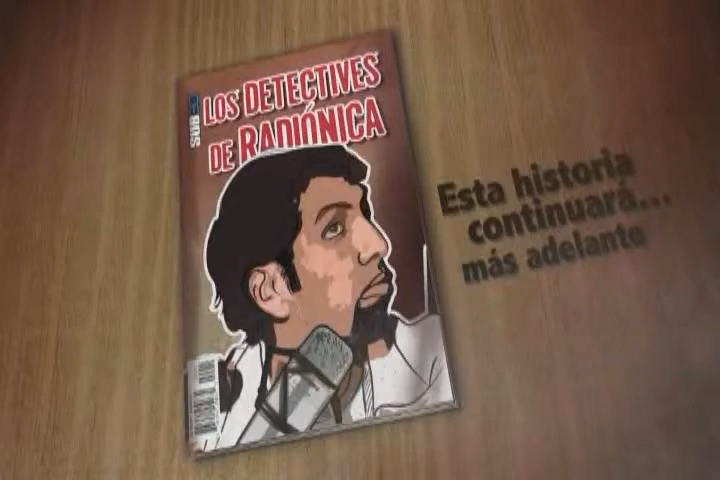 LOS DETECTIVES
DE RADIÓNICA
Esta historia
continuará...
más adelante